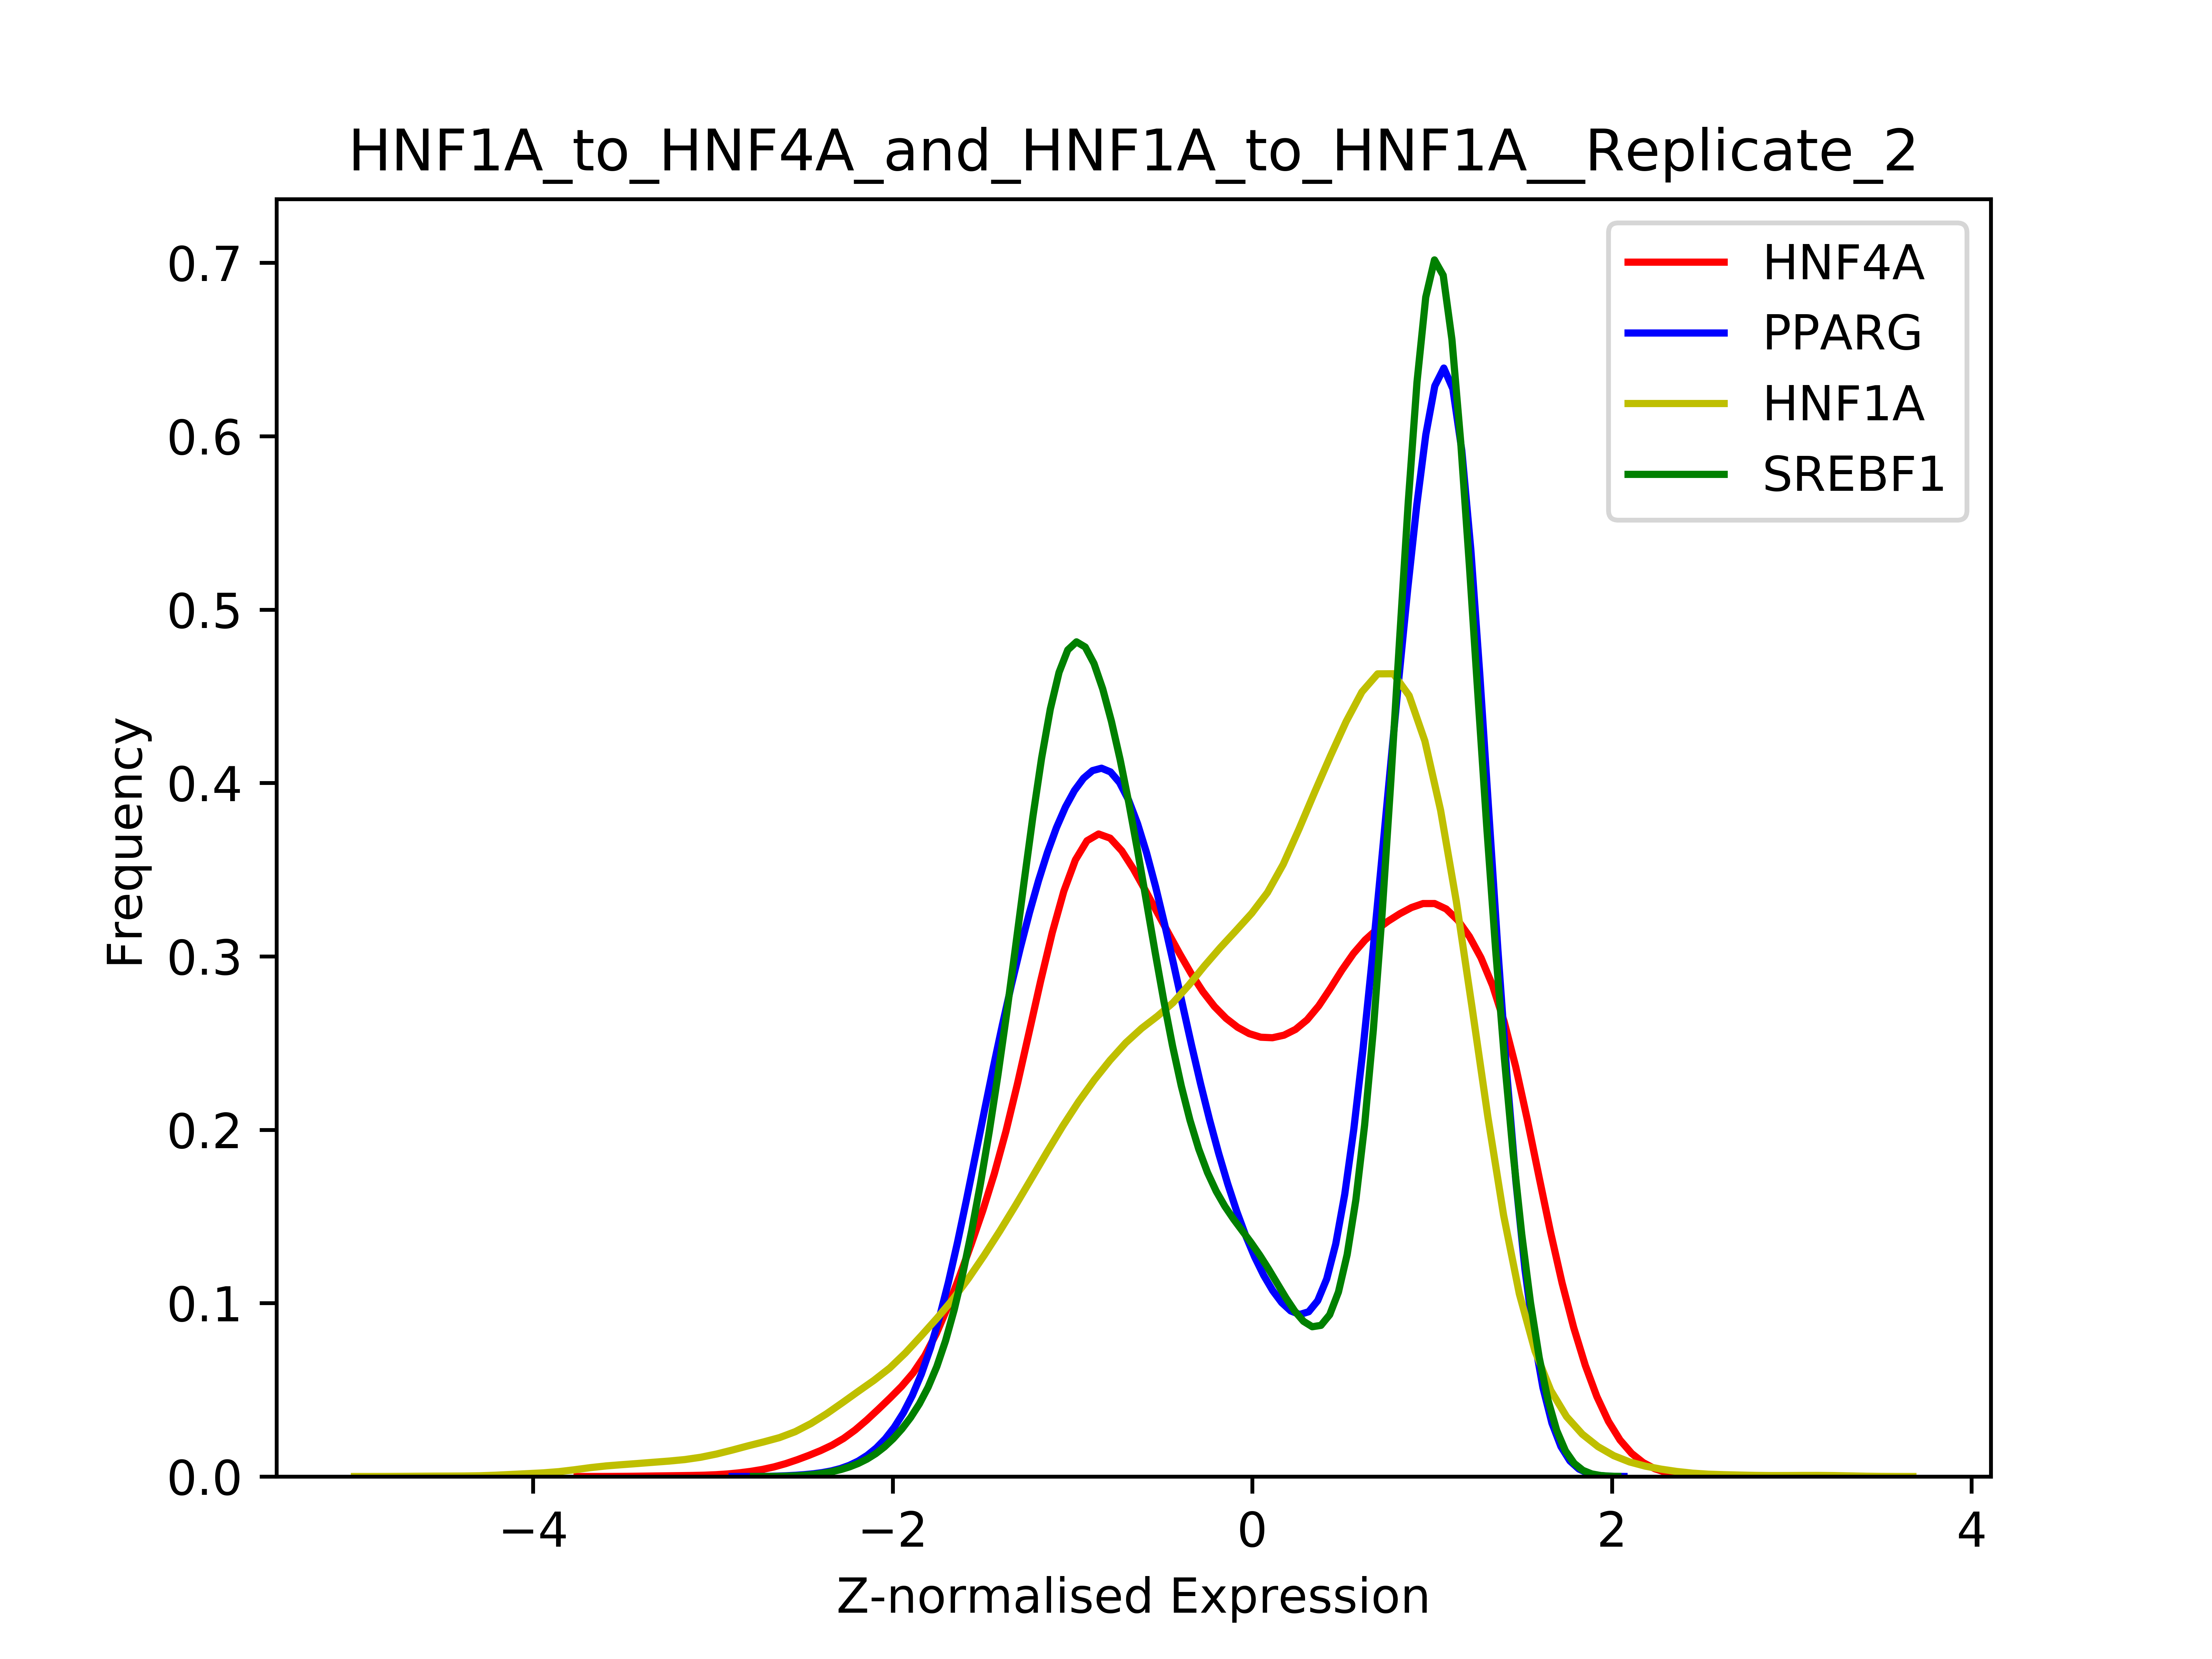 HNF1A_to_HNF4A_and_HNF1A_to_HNF1A__Replicate_2
HNF4A
PPARG
HNF1A
SREBF1
Frequency
0.7
0.6
0.5
0.4
0.3
0.2
0.1
0.0
−4 −2 0 2 4
Z-normalised Expression